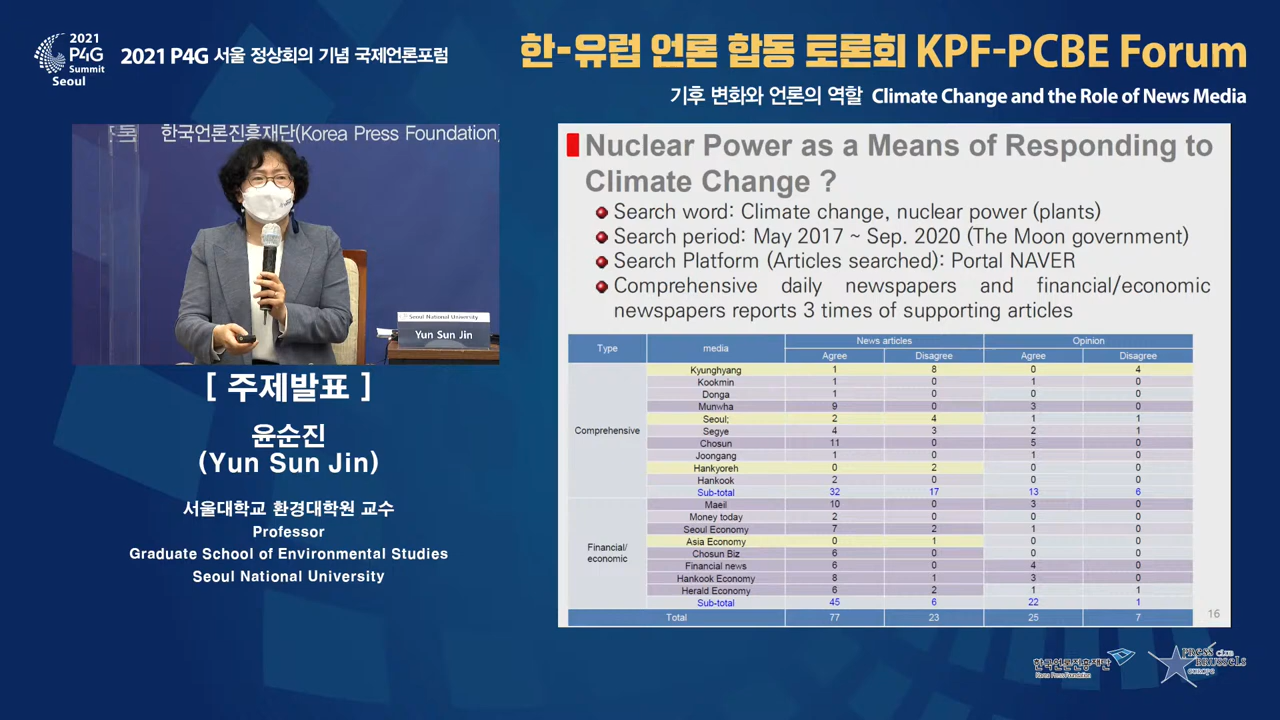 2021
P4G
Summit
Seoul
2021 P4G 서울 정상회의 기념 국제언론포럼
한-유럽 언론 합동 토론회 KPF-PCBE Forum
기후 변화와 언론의 역할 Climate Change and the Role of News Media
한국언론진흥재단(Korea Press Foundation
Seoul National University
Yun Sun Jin
[ 주제발표 ]
윤순진
(Yun Sun Jin)
서울대학교 환경대학원 교수
Professor
Graduate School of Environmental Studies
Seoul National University
Nuclear Power as a Means of Responding to
Climate Change ?
Search word: Climate change, nuclear power (plants)
Search period: May 2017 ~ Sep. 2020 (The Moon government)
Search Platform (Articles searched): Portal NAVER
Comprehensive daily newspapers and financial/economic
newspapers reports 3 times of supporting articles
Type media News articles Opinion
Agree Disagree Agree Disagree
Comprehensive
Kyunghyang 1 8 0 4
Kookmin 1 0 1 0
Donga 1 0 0 0
Munwha 9 0 3 0
Seoul; 2 4 1 1
Segye 4 3 2 1
Chosun 11 0 5 0
Joongang 1 0 1 0
Hankyoreh 0 2 0 0
Hankook 2 0 0 0
Sub-total 32 17 13 6
Financial/
economic
Maeil 10 0 3 0
Money today 2 0 0 0
Seoul Economy 7 2 1 0
Asia Economy 0 1 0 0
Chosun Biz 6 0 0 0
Financial news 6 0 4 0
Hankook Economy 8 1 3 0
Herald Economy 6 2 1 1
Sub-total 45 6 22 1
Total 77 23 25 7
16
한국언론진흥재단
Korea Press Foundation
PRESS club
BRUSSELS
europe